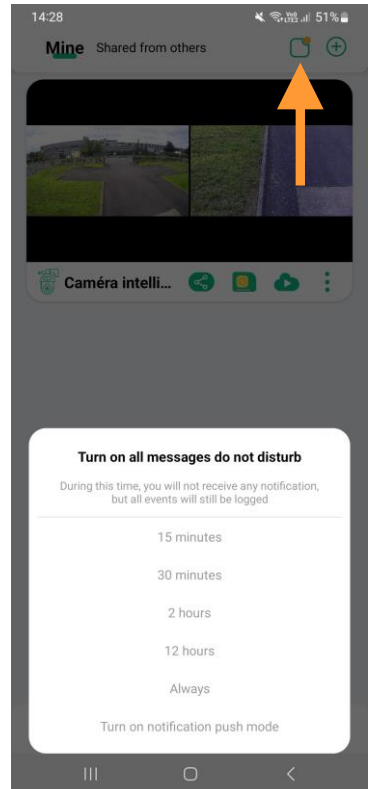 14:28 51%
Mine Shared from others
Caméra intelli...
Turn on all messages do not disturb
During this time, you will not receive any notification,
but all events will still be logged
15 minutes
30 minutes
2 hours
12 hours
Always
Turn on notification push mode